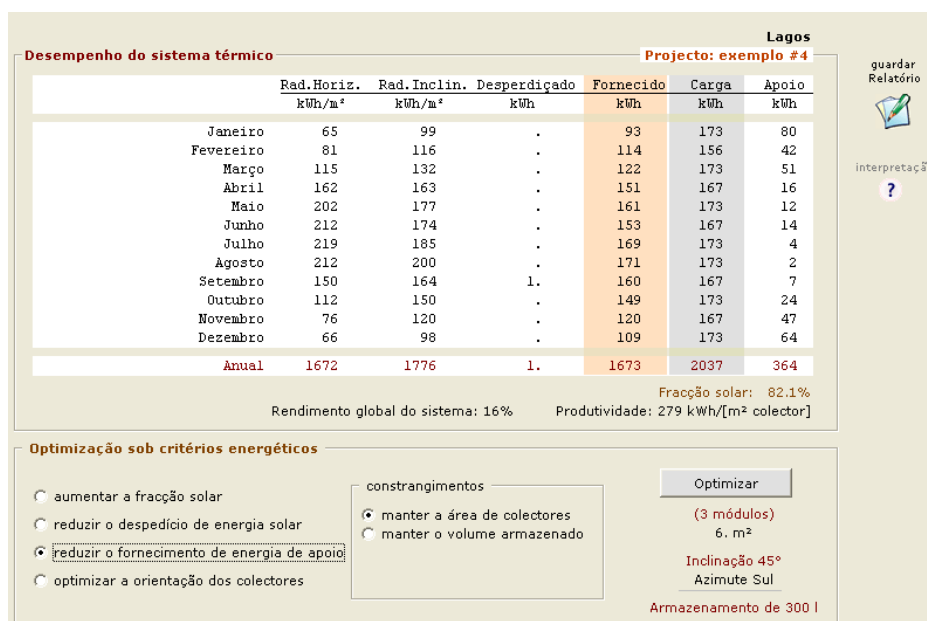 Lagos
Desempenho do sistema térmico
Projecto: exemplo #4
Rad.Horiz. Rad.Inclin. Desperdiçado Fornecido Carga Apoio
kWh/m² kWh/m² kWh kWh kWh kWh
Janeiro 65 99 . 93 173 80
Fevereiro 81 116 . 114 156 42
Março 115 132 . 122 173 51
Abril 162 163 . 151 167 16
Maio 202 177 . 161 173 12
Junho 212 174 . 153 167 14
Julho 219 185 . 169 173 4
Agosto 212 200 . 171 173 2
Setembro 150 164 1. 160 167 7
Outubro 112 150 . 149 173 24
Novembro 76 120 . 120 167 47
Dezembro 66 98 . 109 173 64
Anual 1672 1776 1. 1673 2037 364
Fracção solar: 82.1%
Rendimento global do sistema: 16% Produtividade: 279 kWh/[m² colector]
guardar
Relatório
interpretaçã
?
Optimização sob critérios energéticos
aumentar a fracção solar
reduzir o despedício de energia solar
reduzir o fornecimento de energia de apoio
optimizar a orientação dos colectores
constrangimentos
manter a área de colectores
manter o volume armazenado
Optimizar
(3 módulos)
6. m²
Inclinação 45°
Azimute Sul
Armazenamento de 300 l